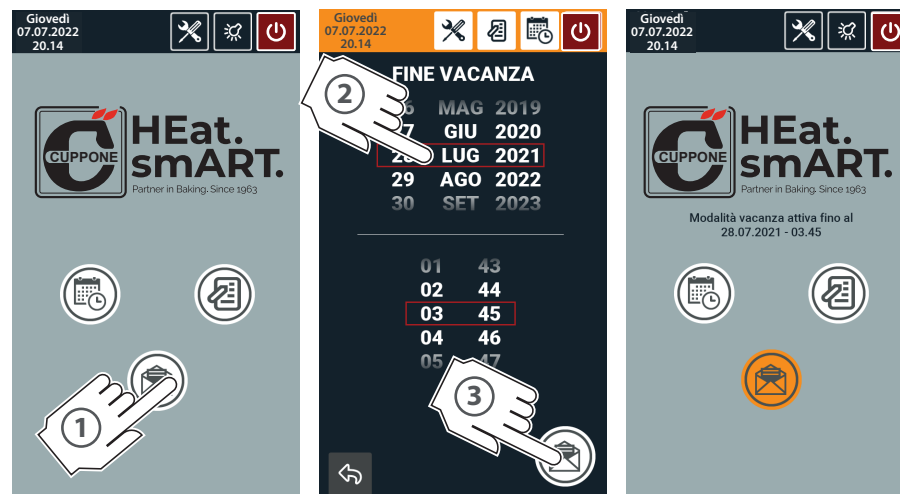 Giovedì
07.07.2022
20.14
CUPPONE
HEat.
smART.
Partner in Baking. Since 1963
1
Giovedì
07.07.2022
20.14
FINE VACANZA
MAG 2019
GIU 2020
LUG 2021
29 AGO 2022
30 SET 2023
01 43
02 44
03 45
04 46
05 47
2
3
Giovedì
07.07.2022
20.14
CUPPONE
HEat.
smART.
Partner in Baking. Since 1963
Modalità vacanza attiva fino al
28.07.2021 - 03.45